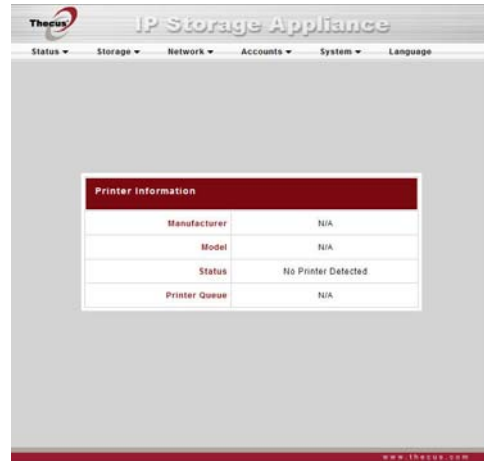 Thecus
IP Storage Appliance
Status Storage Network Accounts System Language
Printer Information
Manufacturer N/A
Model N/A
Status No Printer Detected
Printer Queue N/A
www.thecus.com